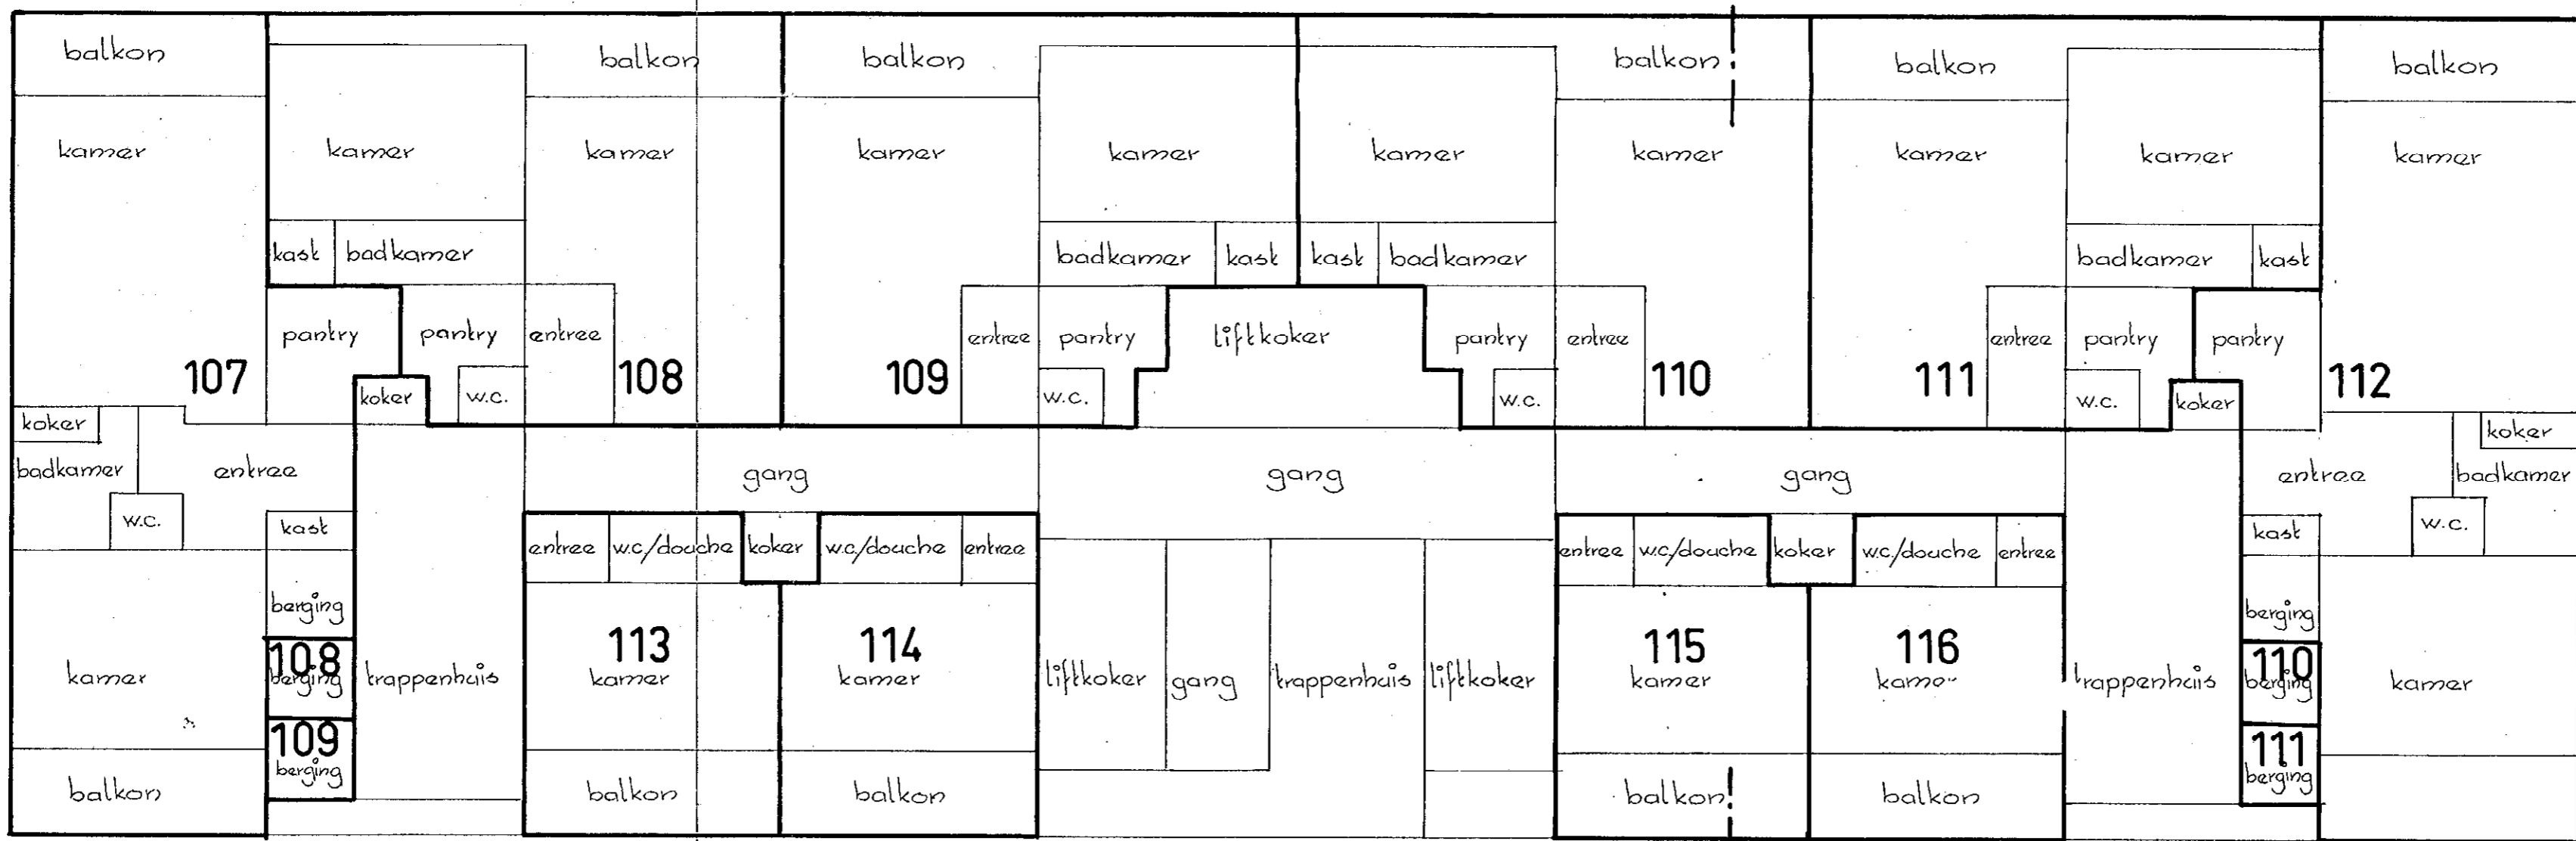 balkon balkon balkon balkon balkon balkon
kamer kamer kamer kamer kamer kamer kamer kamer kamer kamer
kast badkamer badkamer kast kast badkamer badkamer kast
pantry pantry entree entree pantry liftkoker pantry entree entree pantry pantry
107 108 109 110 111 112
koker w.c. w.c. w.c. w.c. koker
koker koker
badkamer entree gang gang gang entree badkamer
w.c. kast kast w.c.
entree w.c/douche koker w.c/douche entree entree w.c/douche koker w.c./douche entree
berging berging
113 114 115 116
108 110
berging berging
kamer trappenhuis kamer kamer liftkoker gang trappenhuis liftkoker kamer trappenhuis kamer
109 111
berging berging
balkon balkon balkon balkon balkon